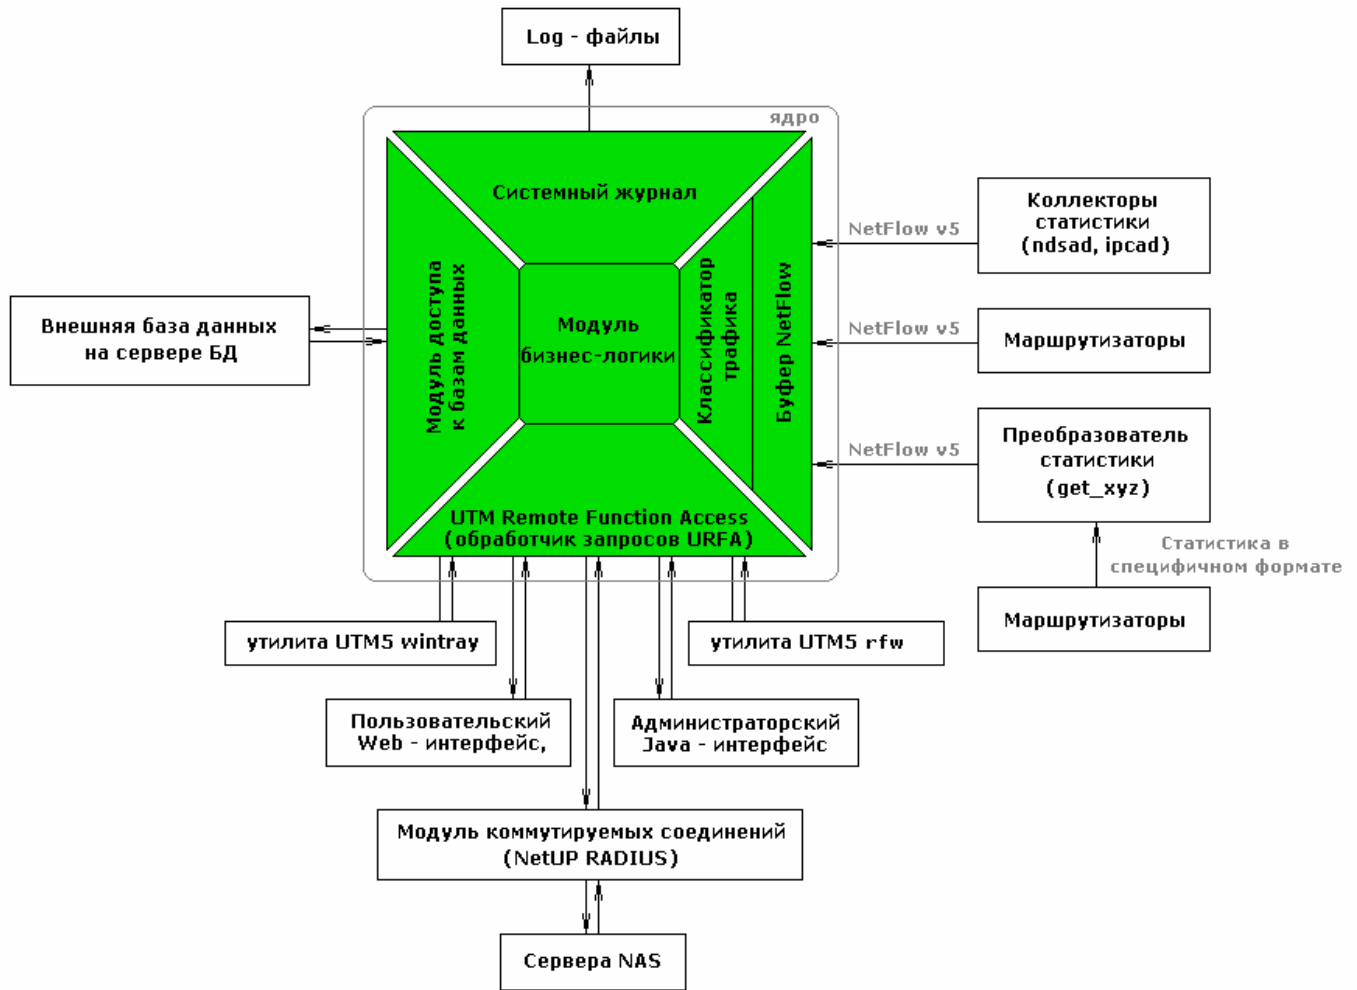 Log - файлы
ядро
Системный журнал
Модуль доступа
к базам данных
Модуль
бизнес-логики
Классификатор
трафика
Буфер NetFlow
UTM Remote Function Access
(обработчик запросов URFA)
Внешняя база данных
на сервере БД
NetFlow v5
Коллекторы
статистики
(ndsad, ipcad)
NetFlow v5
Маршрутизаторы
NetFlow v5
Преобразователь
статистики
(get_xyz)
Статистика в
специфичном формате
Маршрутизаторы
утилита UTM5 wintray
утилита UTM5 rfw
Пользовательский
Web - интерфейс,
Администраторский
Java - интерфейс
Модуль коммутируемых соединений
(NetUP RADIUS)
Сервера NAS